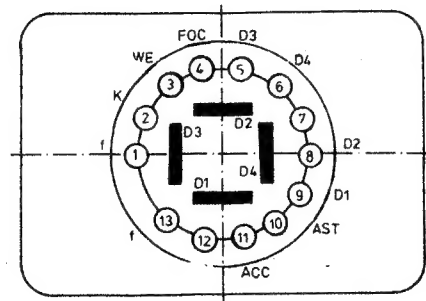 FOC D3
WE D4
K
4 5
3 6
2 7
D2
D3
f 1 8 D2
D4
D1 9 D1
13 10 AST
f
12 11
ACC